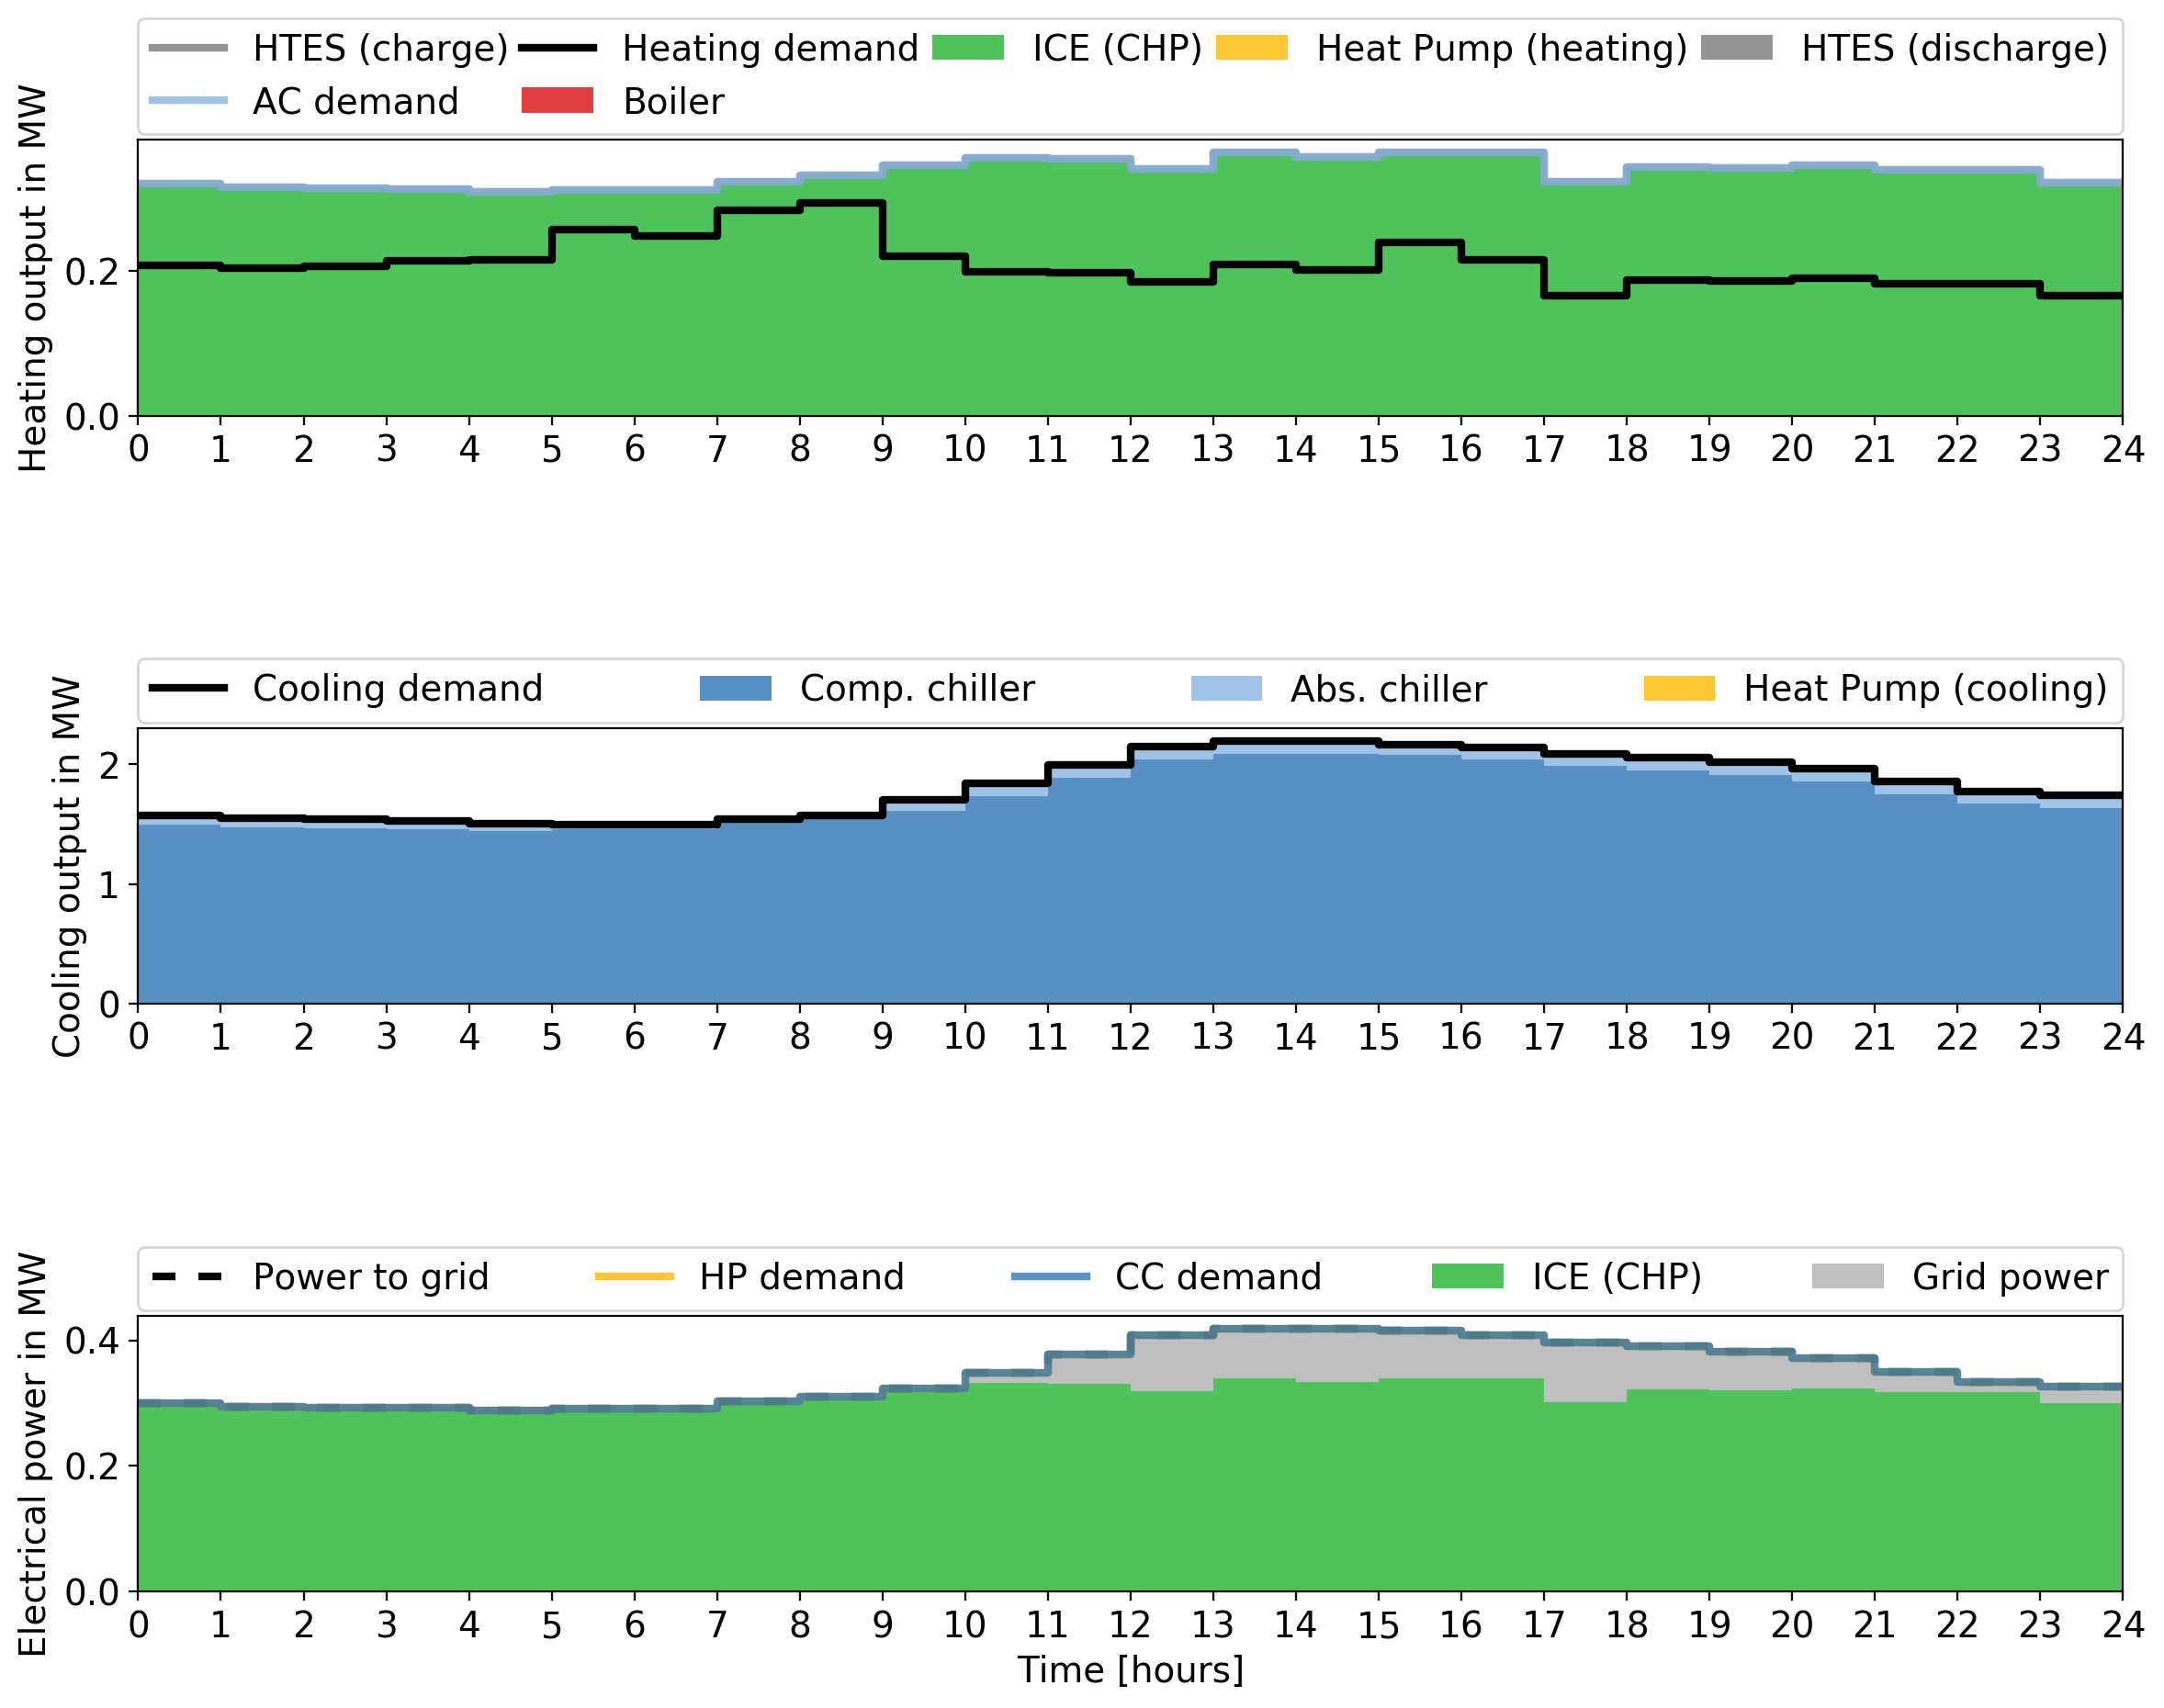 HTES (charge) Heating demand ICE (CHP) Heat Pump (heating) HTES (discharge)
AC demand Boiler
Heating output in MW
0.2
0.0
0 1 2 3 4 5 6 7 8 9 10 11 12 13 14 15 16 17 18 19 20 21 22 23 24
Cooling demand Comp. chiller Abs. chiller Heat Pump (cooling)
Cooling output in MW
2
1
0
0 1 2 3 4 5 6 7 8 9 10 11 12 13 14 15 16 17 18 19 20 21 22 23 24
Power to grid HP demand CC demand ICE (CHP) Grid power
Electrical power in MW
0.4
0.2
0.0
0 1 2 3 4 5 6 7 8 9 10 11 12 13 14 15 16 17 18 19 20 21 22 23 24
Time [hours]